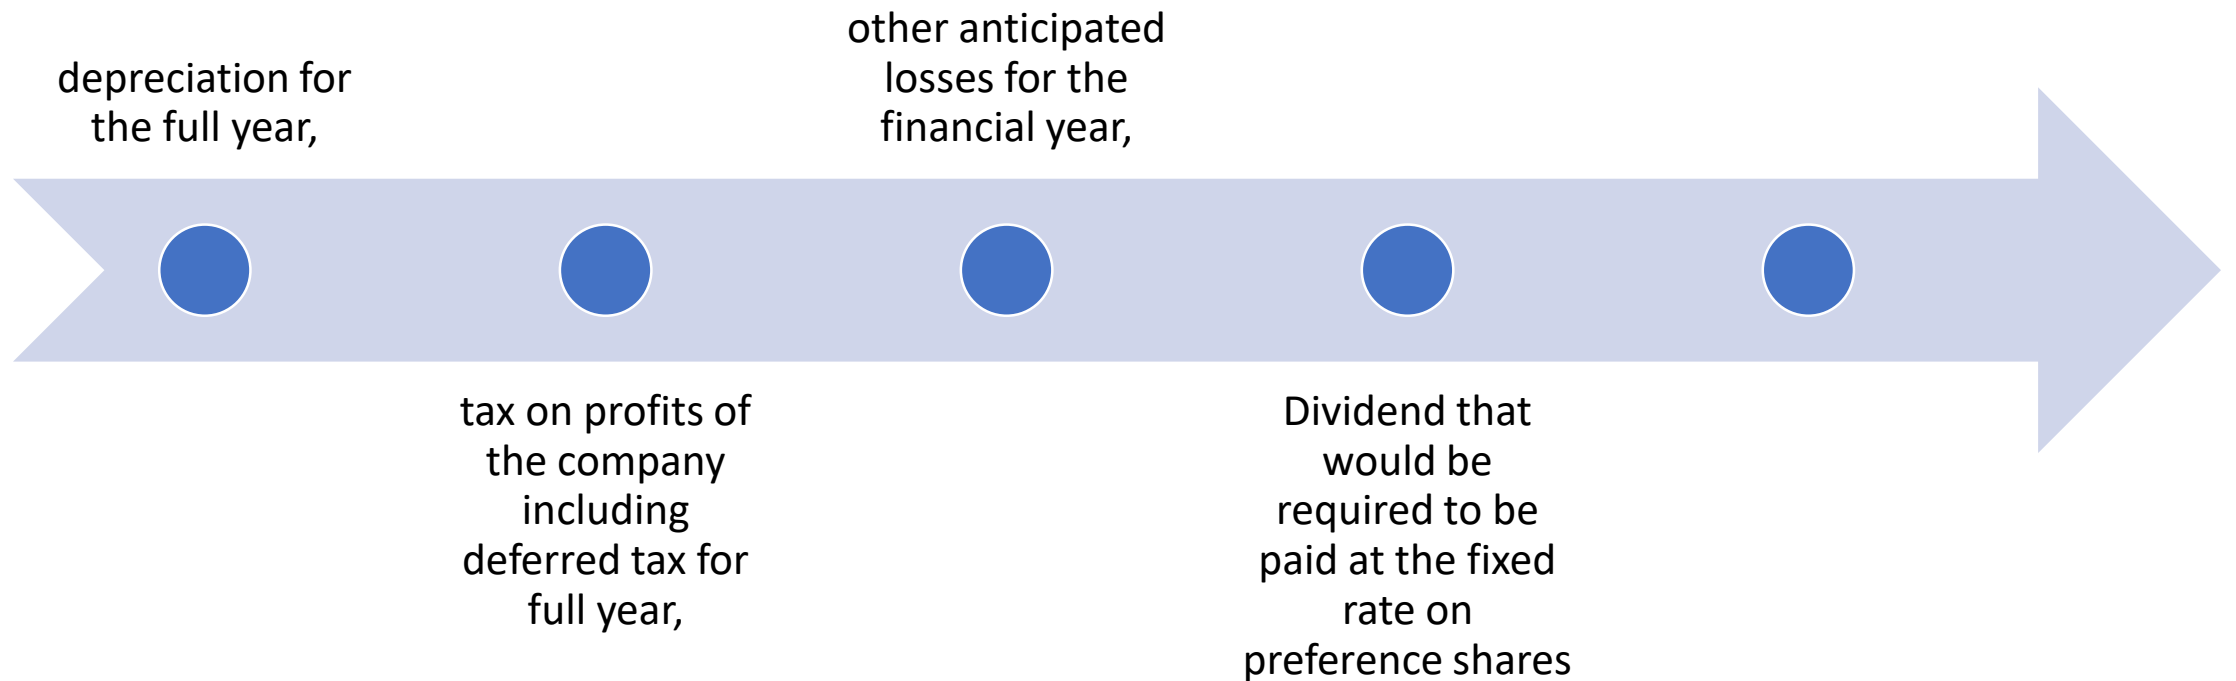 depreciation for
the full year,
tax on profits of
the company
including
deferred tax for
full year,
other anticipated
losses for the
financial year,
Dividend that
would be
required to be
paid at the fixed
rate on
preference shares